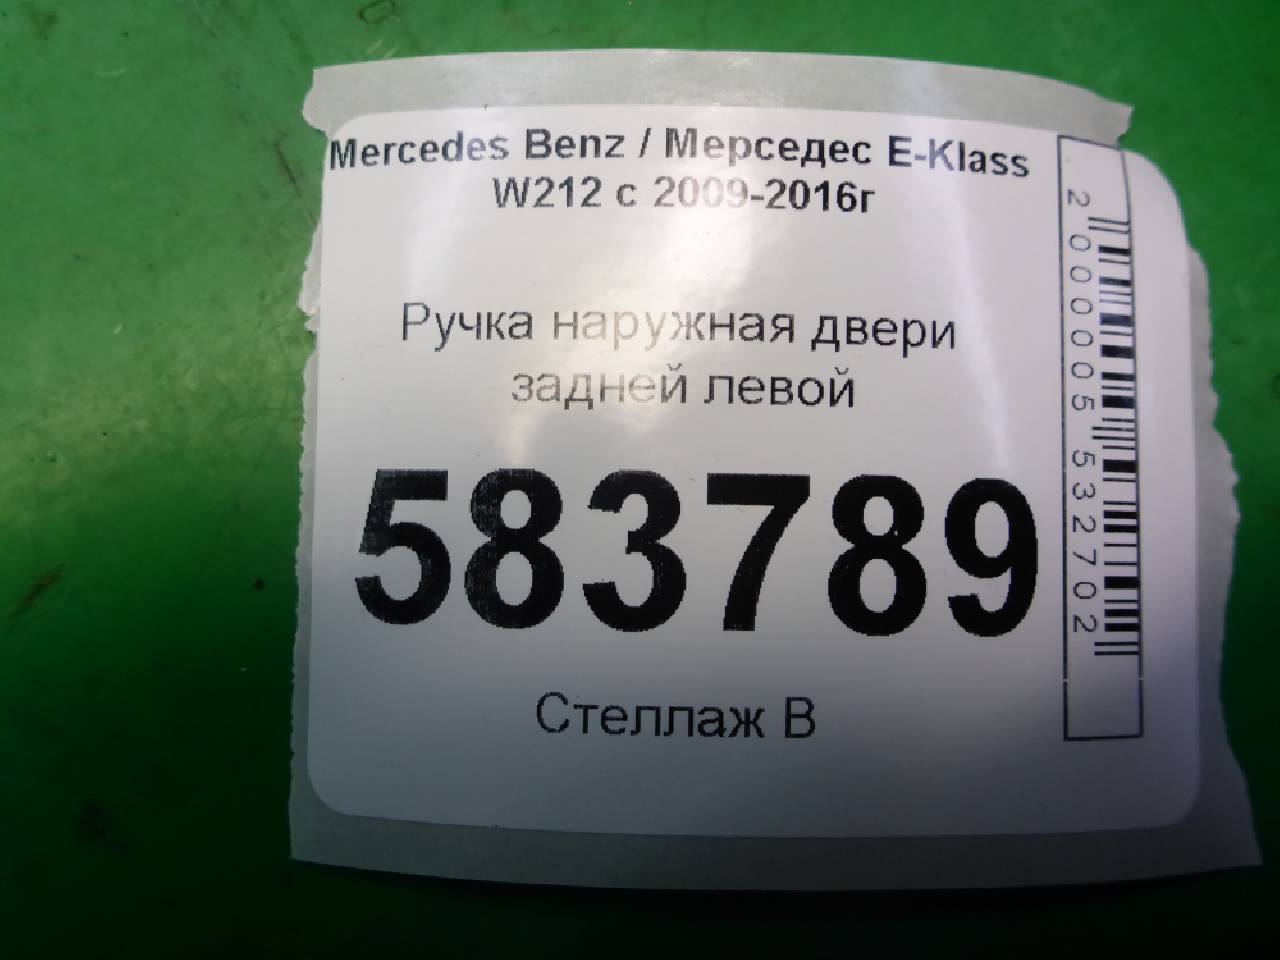 Mercedes Benz / Мерседес E-Klass
W212 с 2009-2016г
Ручка наружная двери
задней левой
583789
Стеллаж В
2000005532702